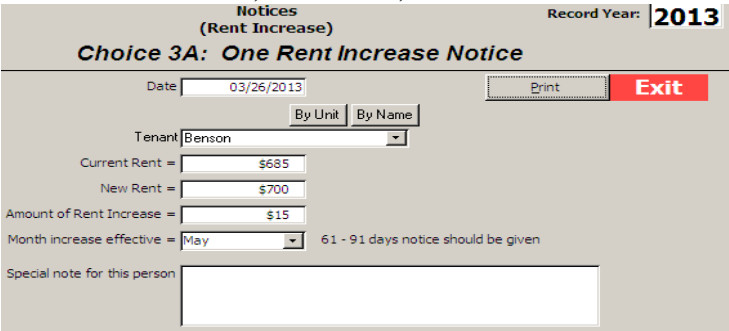 Notices
(Rent Increase)
Record Year: 2013
Choice 3A: One Rent Increase Notice
Date 03/26/2013
Print Exit
By Unit By Name
Tenant Benson
Current Rent = $685
New Rent = $700
Amount of Rent Increase = $15
Month increase effective = May 61 - 91 days notice should be given
Special note for this person